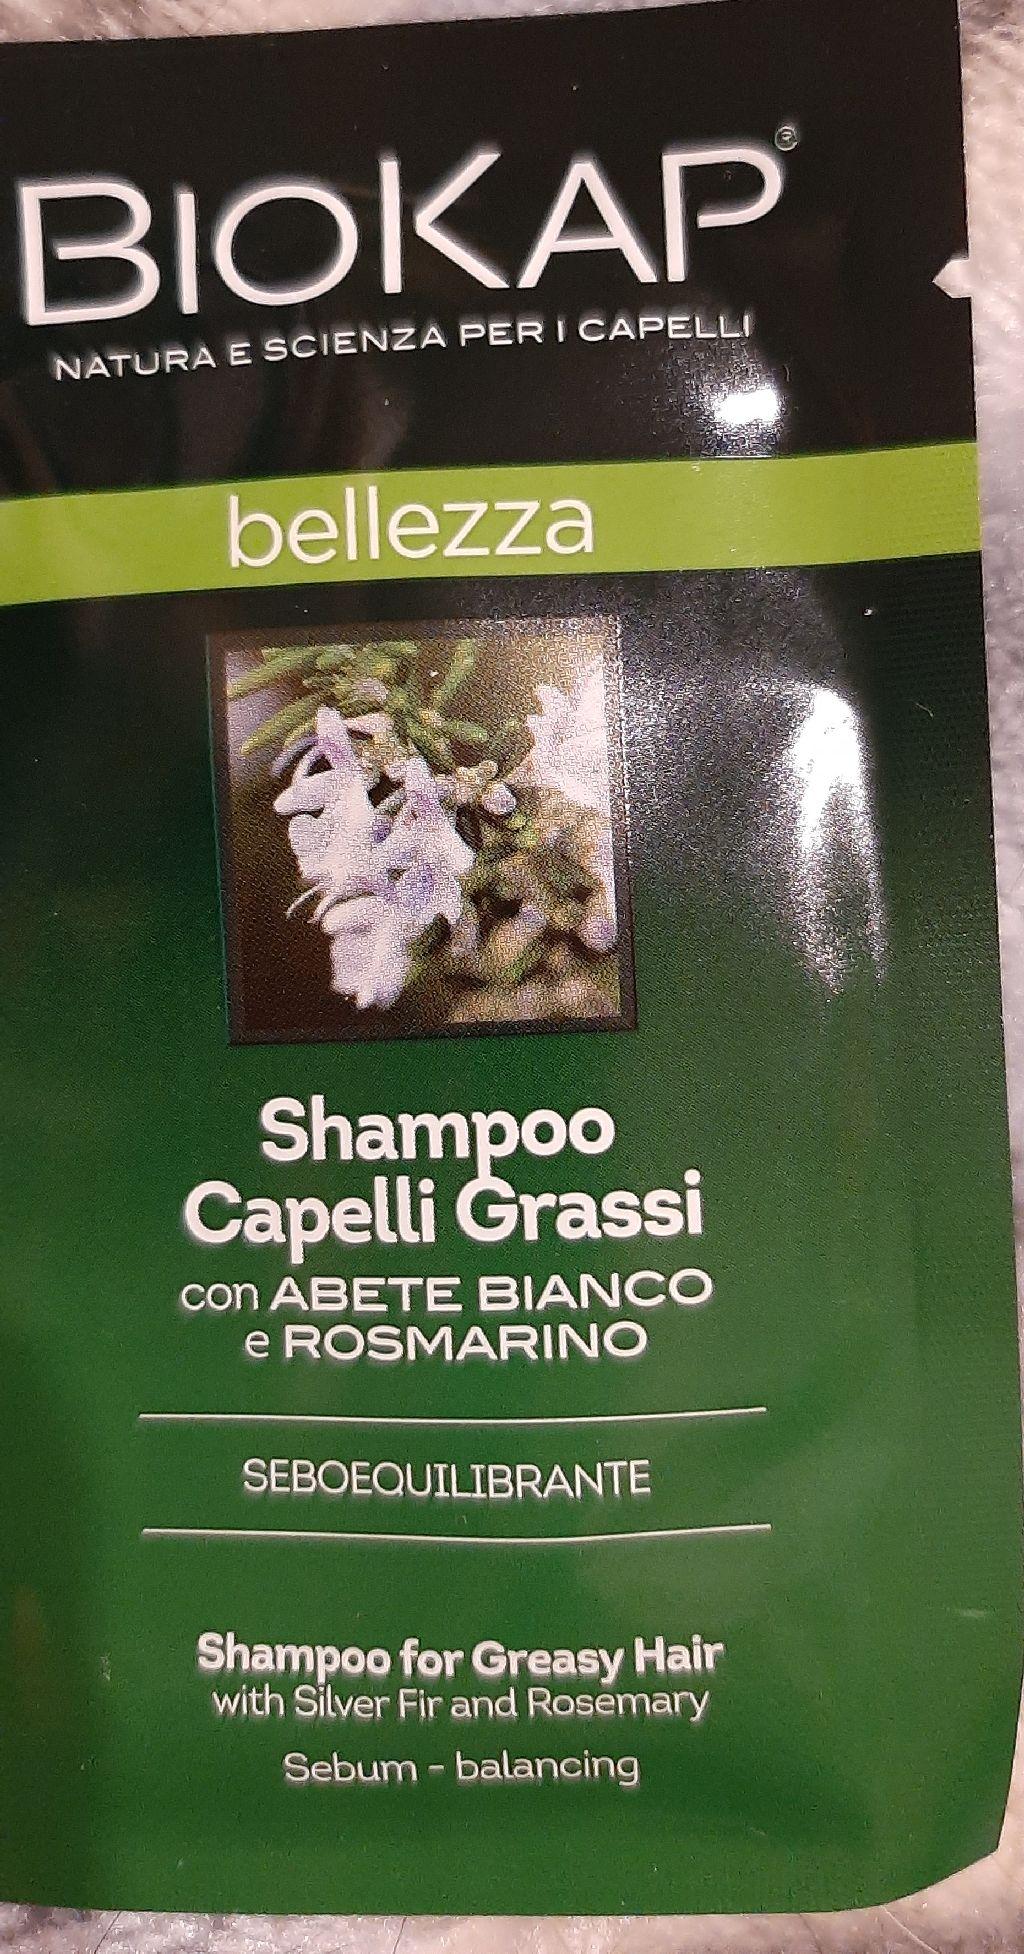 BIOKAP®
NATURA E SCIENZA PER I CAPELLI
bellezza
Shampoo
Capelli Grassi
con ABETE BIANCO
e ROSMARINO
SEBOEQUILIBRANTE
Shampoo for Greasy Hair
with Silver Fir and Rosemary
Sebum - balancing